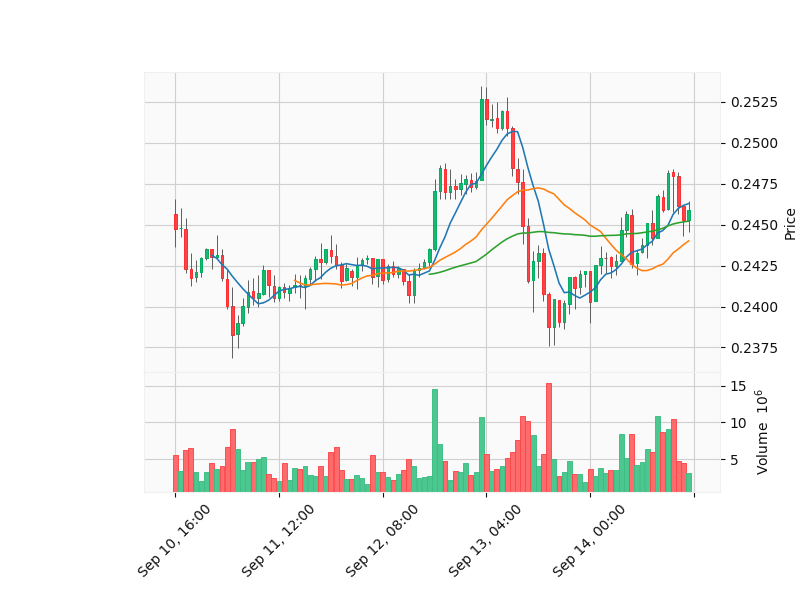 0.2525
0.2500
0.2475
0.2450
0.2425
0.2400
0.2375
Price
15
10
5
Volume 10⁶
Sep 10, 16:00
Sep 11, 12:00
Sep 12, 08:00
Sep 13, 04:00
Sep 14, 00:00